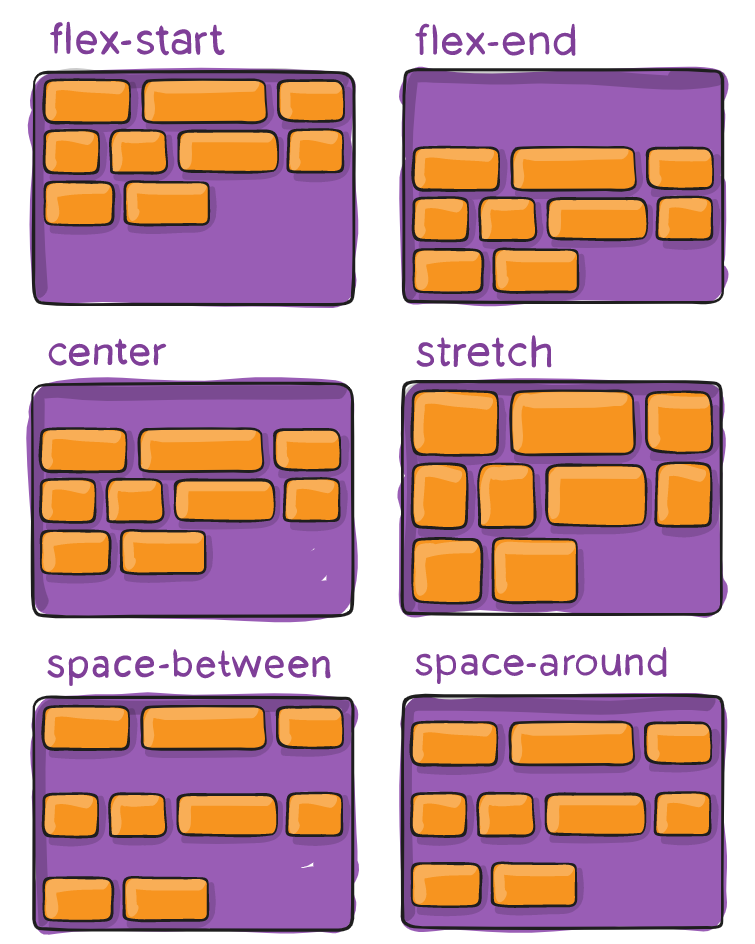 flex-start
flex-end
center
stretch
space-between
space-around